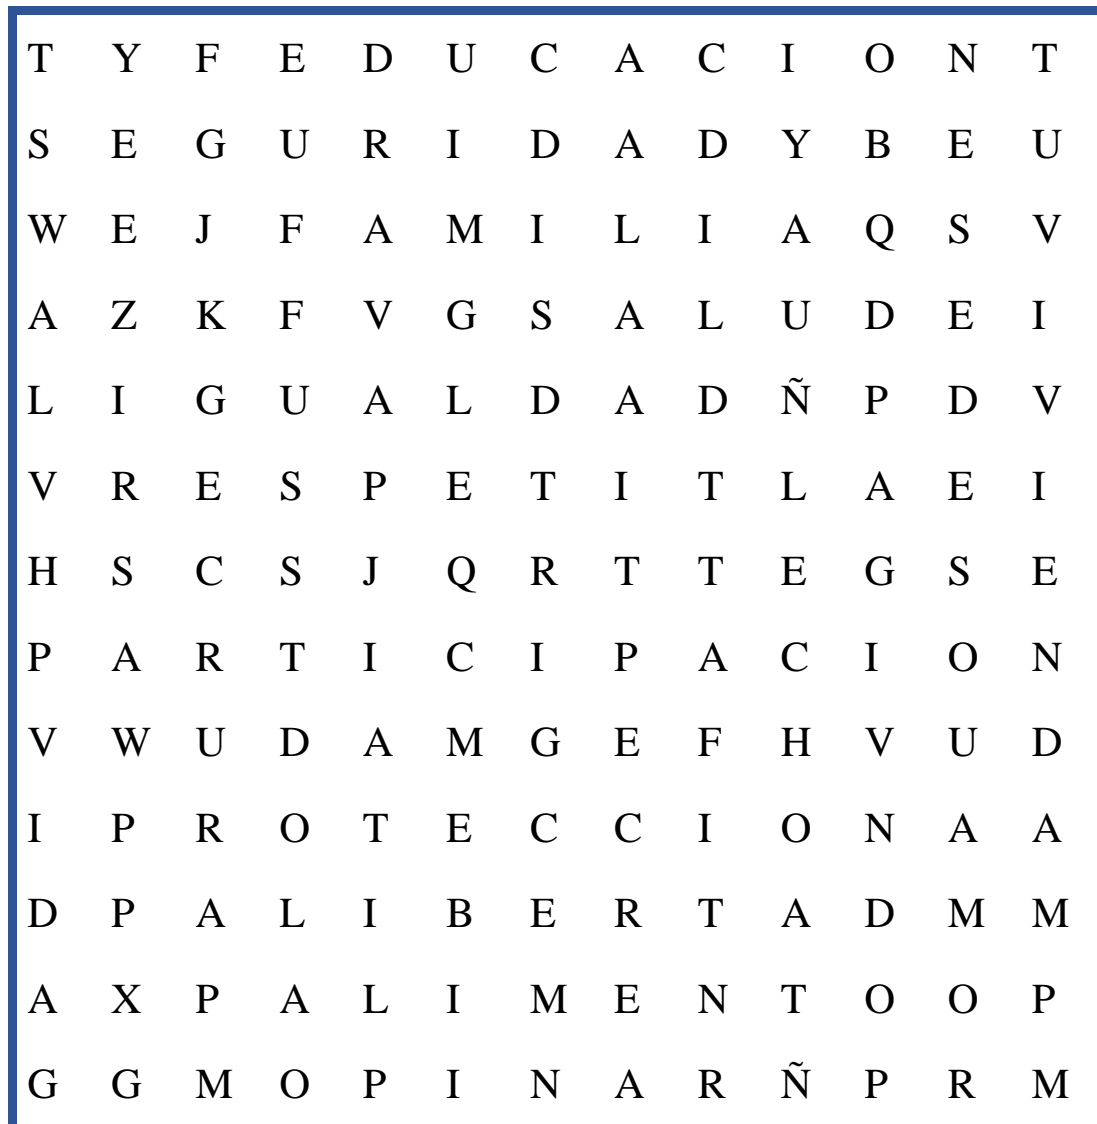 T Y F E D U C A C I O N T
S E G U R I D A D Y B E U
W E J F A M I L I A Q S V
A Z K F V G S A L U D E I
L I G U A L D A D Ñ P D V
V R E S P E T I T L A E I
H S C S J Q R T T E G S E
P A R T I C I P A C I O N
V W U D A M G E F H V U D
I P R O T E C C I O N A A
D P A L I B E R T A D M M
A X P A L I M E N T O O P
G G M O P I N A R Ñ P R M